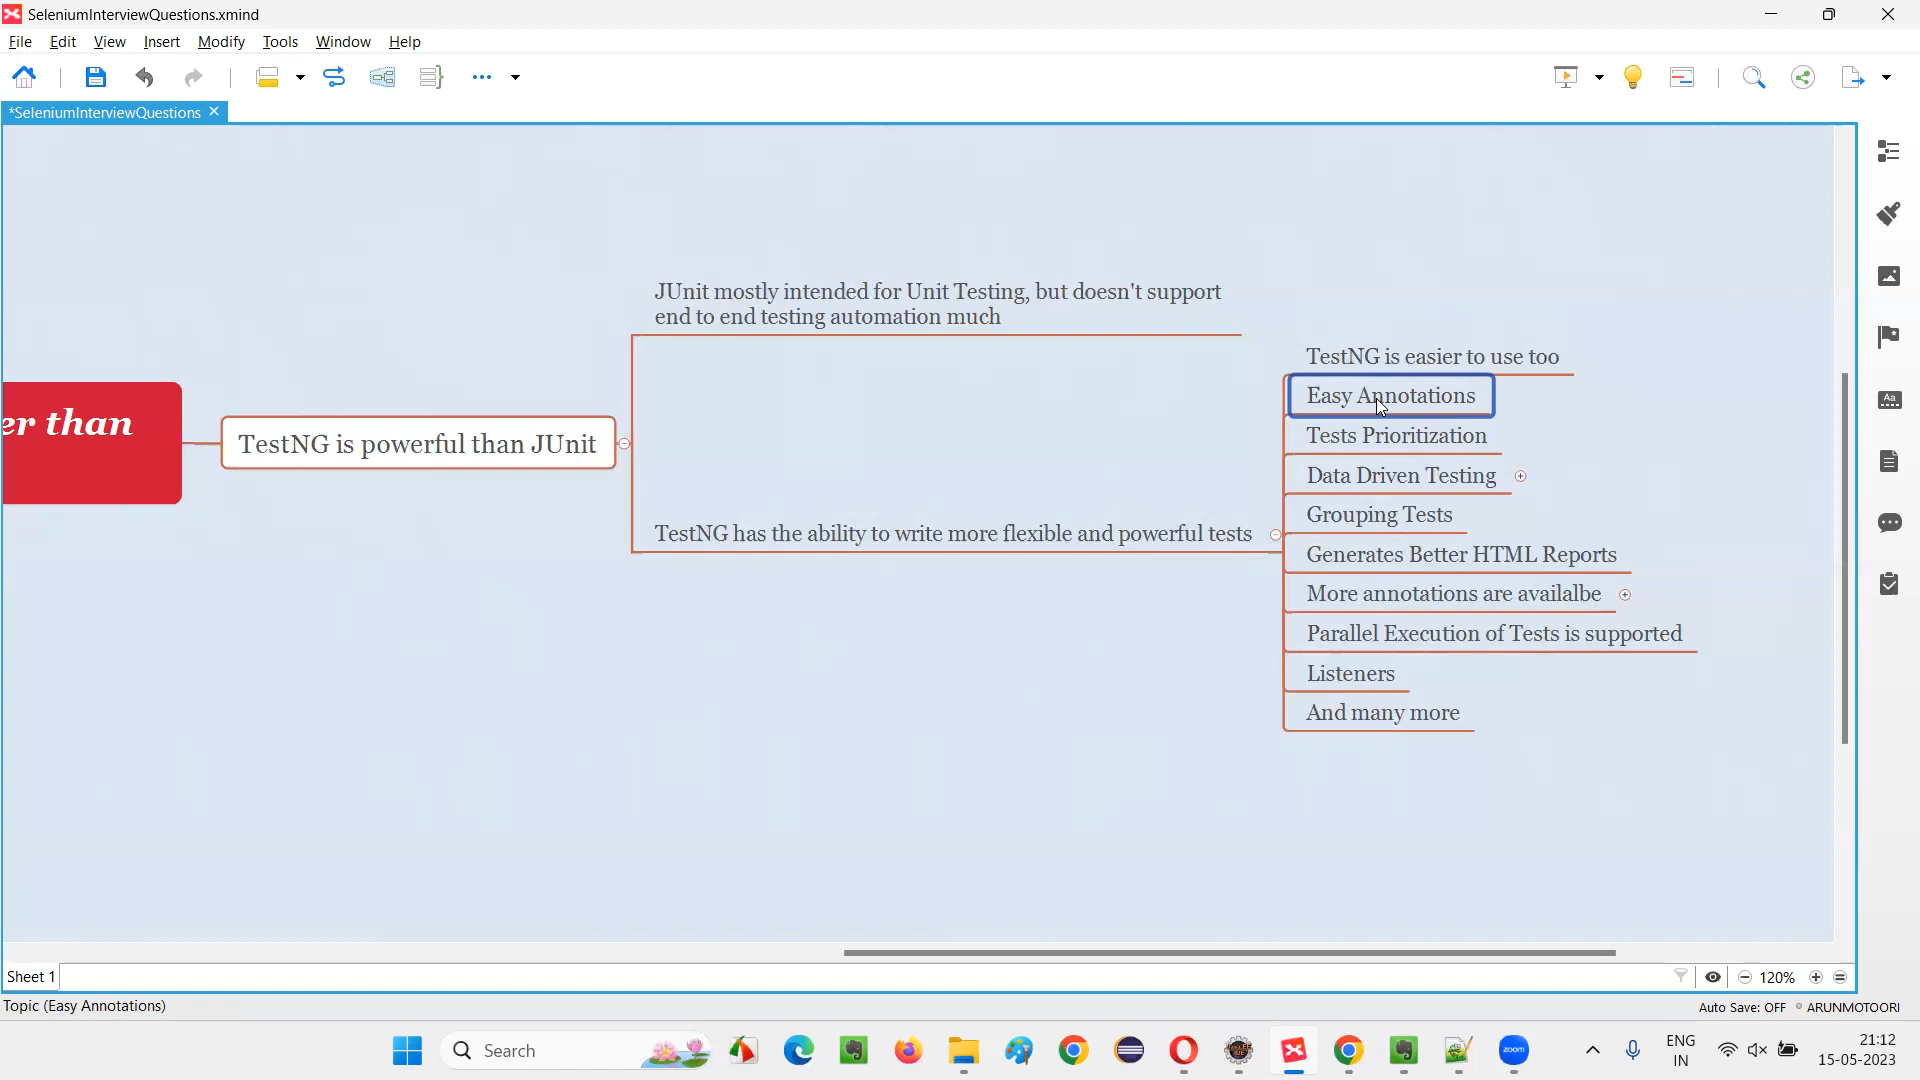 SeleniumInterviewQuestions.xmind
File Edit View Insert Modify Tools Window Help
*SeleniumInterviewQuestions
er than
TestNG is powerful than JUnit
JUnit mostly intended for Unit Testing, but doesn't support
end to end testing automation much
TestNG has the ability to write more flexible and powerful tests
TestNG is easier to use too
Easy Annotations
Tests Prioritization
Data Driven Testing
Grouping Tests
Generates Better HTML Reports
More annotations are availalbe
Parallel Execution of Tests is supported
Listeners
And many more
Aa
Sheet 1
120%
Topic (Easy Annotations)
Auto Save: OFF ARUNMOTOORI
Search
zoom
ENG
IN
21:12
15-05-2023